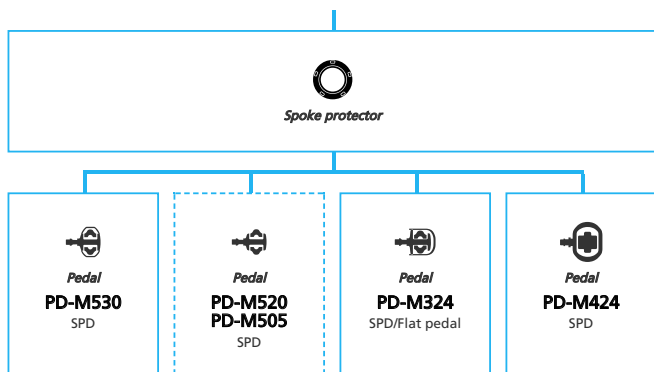 Spoke protector
Pedal
PD-M530
SPD
Pedal
PD-M520
PD-M505
SPD
Pedal
PD-M324
SPD/Flat pedal
Pedal
PD-M424
SPD